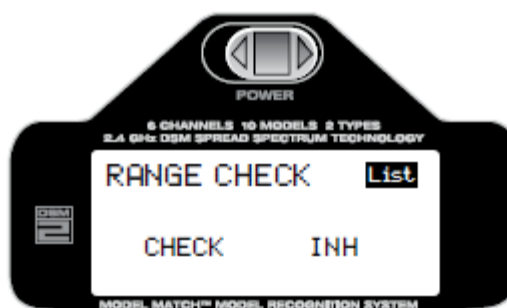 POWER
6 CHANNELS 10 MODELS 2 TYPES
2.4 GHz DSM SPREAD SPECTRUM TECHNOLOGY
RANGE CHECK List
DSM
2
CHECK INH
MODEL MATCH™ MODEL RECOGNITION SYSTEM